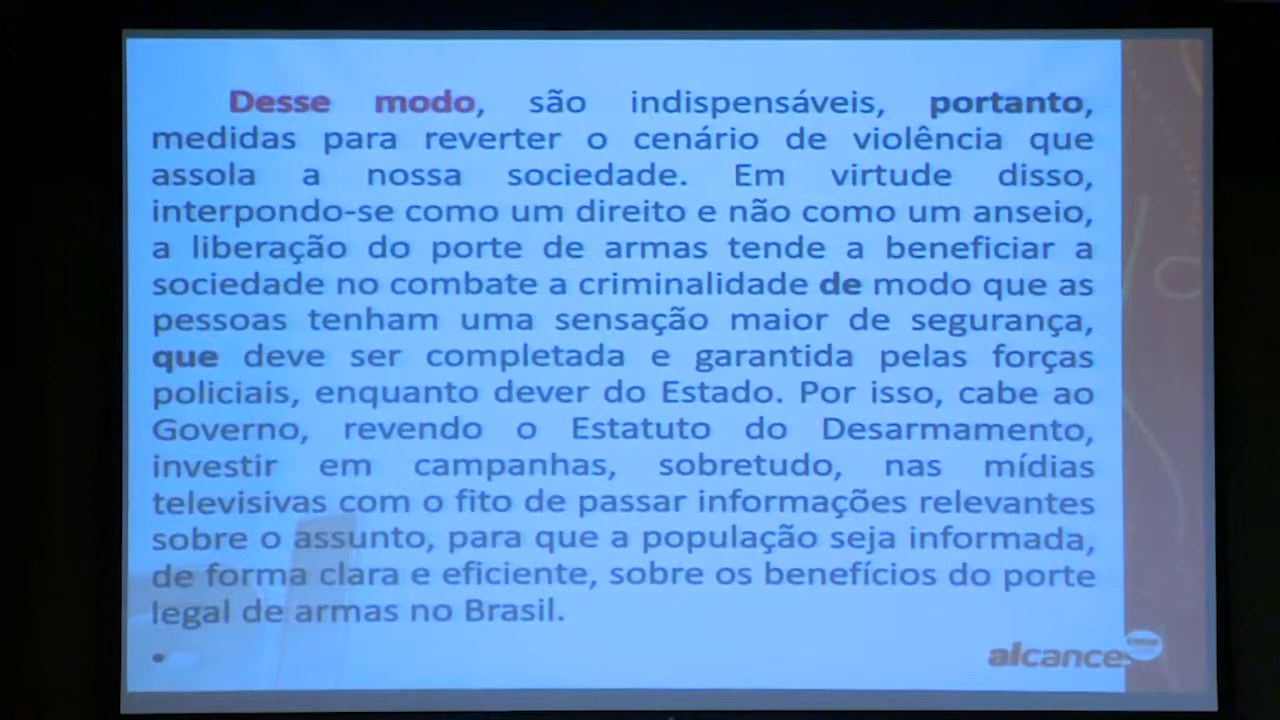 Desse modo, são indispensáveis, portanto,
medidas para reverter o cenário de violência que
assola a nossa sociedade. Em virtude disso,
interpondo-se como um direito e não como um anseio,
a liberação do porte de armas tende a beneficiar a
sociedade no combate a criminalidade de modo que as
pessoas tenham uma sensação maior de segurança,
que deve ser completada e garantida pelas forças
policiais, enquanto dever do Estado. Por isso, cabe ao
Governo, revendo o Estatuto do Desarmamento,
investir em campanhas, sobretudo, nas mídias
televisivas com o fito de passar informações relevantes
sobre o assunto, para que a população seja informada,
de forma clara e eficiente, sobre os benefícios do porte
legal de armas no Brasil.
alcance